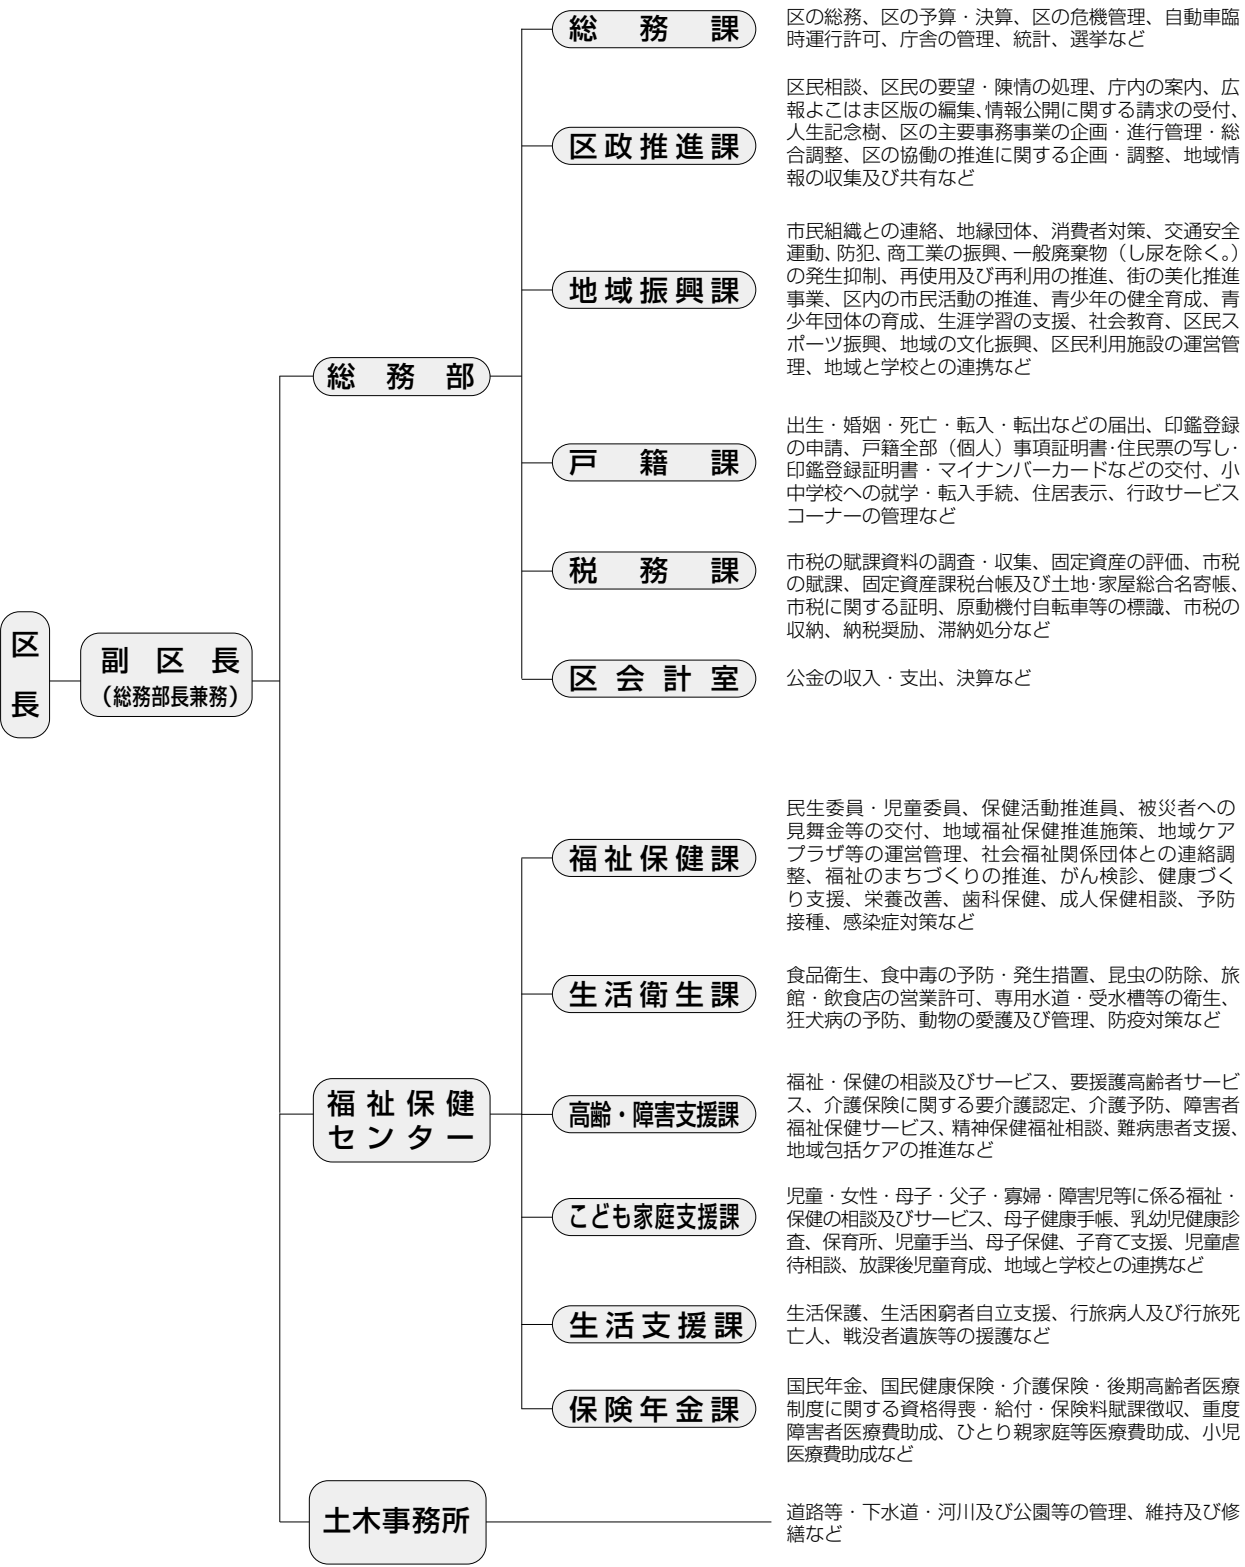 総務課
区の総務、区の予算・決算、区の危機管理、自動車臨
時運行許可、庁舎の管理、統計、選挙など
区政推進課
区民相談、区民の要望・陳情の処理、庁内の案内、広
報よこはま区版の編集、情報公開に関する請求の受付、
人生記念樹、区の主要事務事業の企画・進行管理・総
合調整、区の協働の推進に関する企画・調整、地域情
報の収集及び共有など
地域振興課
市民組織との連絡、地縁団体、消費者対策、交通安全
運動、防犯、商工業の振興、一般廃棄物（し尿を除く。）
の発生抑制、再使用及び再利用の推進、街の美化推進
事業、区内の市民活動の推進、青少年の健全育成、青
少年団体の育成、生涯学習の支援、社会教育、区民ス
ポーツ振興、地域の文化振興、区民利用施設の運営管
理、地域と学校との連携など
総務部
戸籍課
出生・婚姻・死亡・転入・転出などの届出、印鑑登録
の申請、戸籍全部（個人）事項証明書・住民票の写し・
印鑑登録証明書・マイナンバーカードなどの交付、小
中学校への就学・転入手続、住居表示、行政サービス
コーナーの管理など
税務課
市税の賦課資料の調査・収集、固定資産の評価、市税
の賦課、固定資産課税台帳及び土地・家屋総合名寄帳、
市税に関する証明、原動機付自転車等の標識、市税の
収納、納税奨励、滞納処分など
区長
副区長
（総務部長兼務）
区会計室
公金の収入・支出、決算など
福祉保健課
民生委員・児童委員、保健活動推進員、被災者への
見舞金等の交付、地域福祉保健推進施策、地域ケア
プラザ等の運営管理、社会福祉関係団体との連絡調
整、福祉のまちづくりの推進、がん検診、健康づく
り支援、栄養改善、歯科保健、成人保健相談、予防
接種、感染症対策など
生活衛生課
食品衛生、食中毒の予防・発生措置、昆虫の防除、旅
館・飲食店の営業許可、専用水道・受水槽等の衛生、
狂犬病の予防、動物の愛護及び管理、防疫対策など
福祉保健
センター
高齢・障害支援課
福祉・保健の相談及びサービス、要援護高齢者サービ
ス、介護保険に関する要介護認定、介護予防、障害者
福祉保健サービス、精神保健福祉相談、難病患者支援、
地域包括ケアの推進など
こども家庭支援課
児童・女性・母子・父子・寡婦・障害児等に係る福祉・
保健の相談及びサービス、母子健康手帳、乳幼児健康診
査、保育所、児童手当、母子保健、子育て支援、児童虐
待相談、放課後児童育成、地域と学校との連携など
生活支援課
生活保護、生活困窮者自立支援、行旅病人及び行旅死
亡人、戦没者遺族等の援護など
保険年金課
国民年金、国民健康保険・介護保険・後期高齢者医療
制度に関する資格得喪・給付・保険料賦課徴収、重度
障害者医療費助成、ひとり親家庭等医療費助成、小児
医療費助成など
土木事務所
道路等・下水道・河川及び公園等の管理、維持及び修
繕など